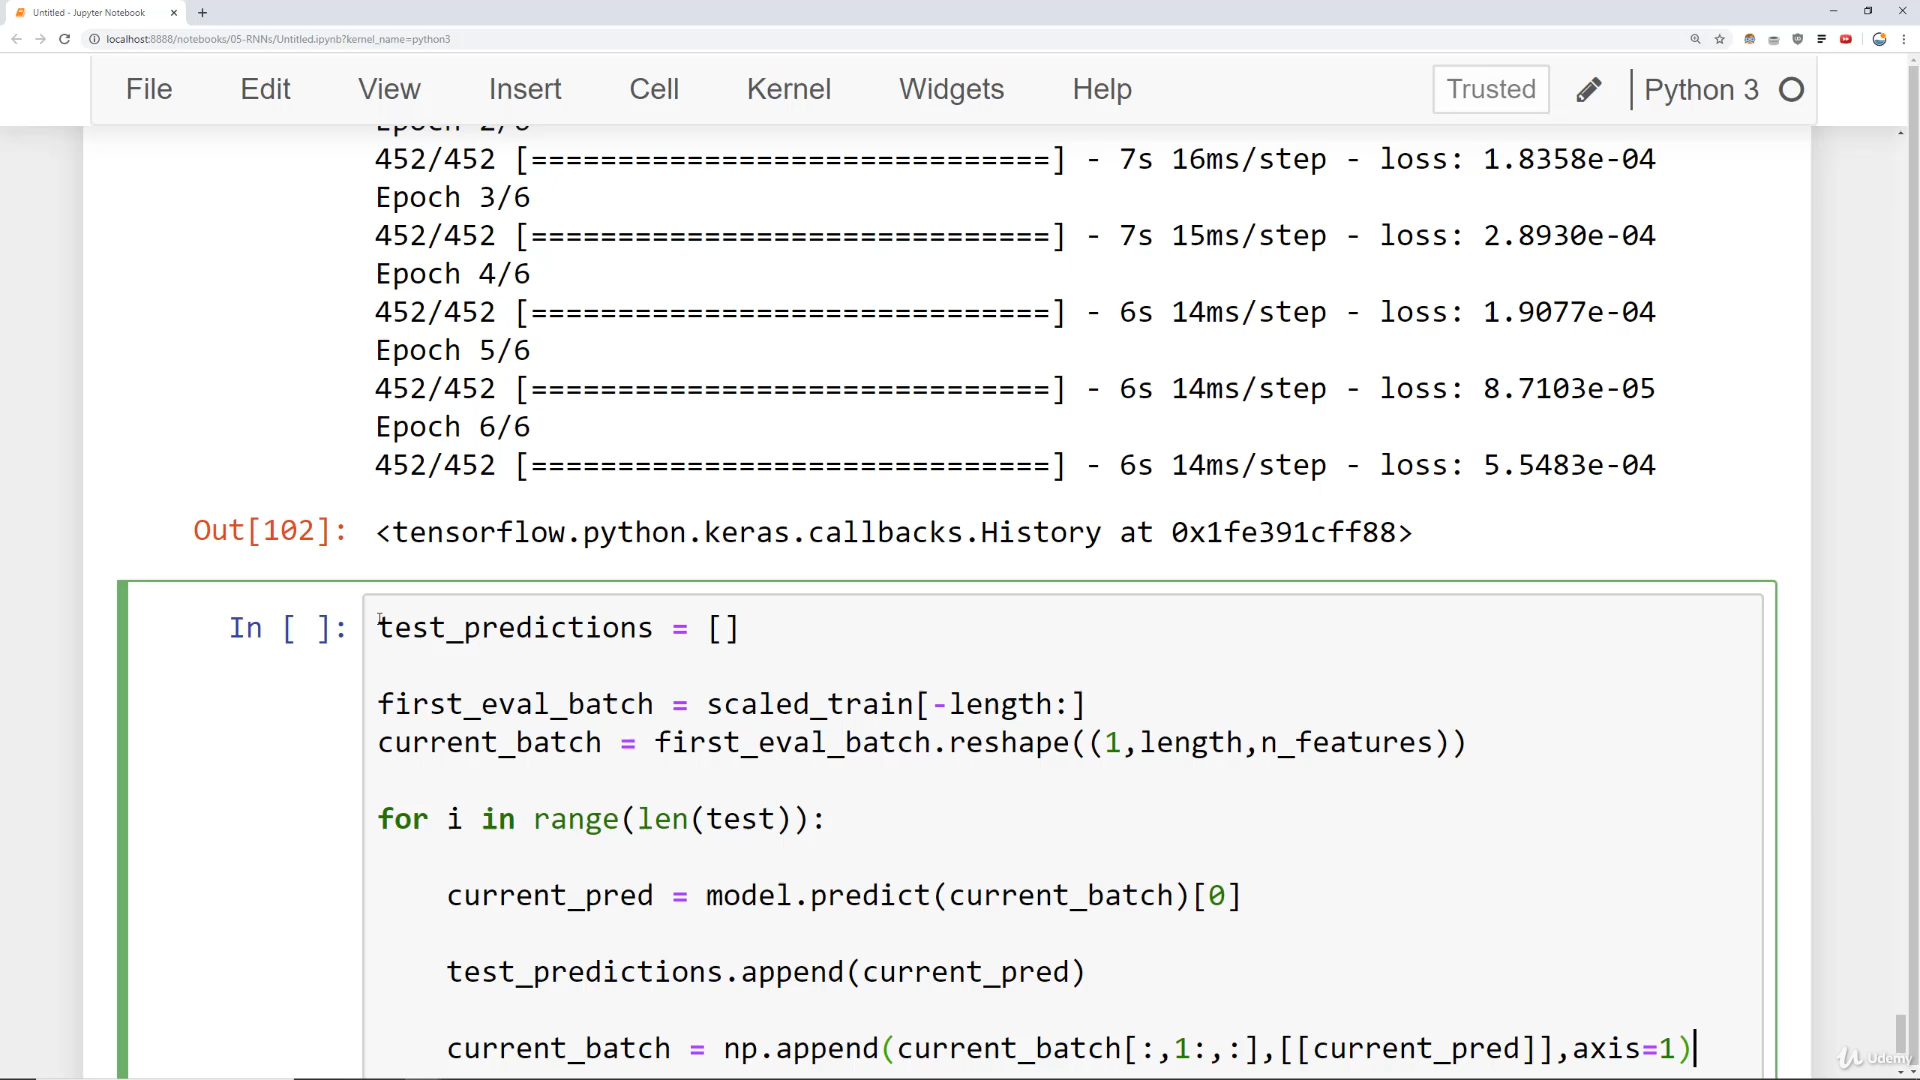 Untitled - Jupyter Notebook
localhost:8888/notebooks/05-RNNs/Untitled.ipynb?kernel_name=python3
File Edit View Insert Cell Kernel Widgets Help Trusted Python 3
Epoch 2/6
452/452 [==============================] - 7s 16ms/step - loss: 1.8358e-04
Epoch 3/6
452/452 [==============================] - 7s 15ms/step - loss: 2.8930e-04
Epoch 4/6
452/452 [==============================] - 6s 14ms/step - loss: 1.9077e-04
Epoch 5/6
452/452 [==============================] - 6s 14ms/step - loss: 8.7103e-05
Epoch 6/6
452/452 [==============================] - 6s 14ms/step - loss: 5.5483e-04
Out[102]: <tensorflow.python.keras.callbacks.History at 0x1fe391cff88>
In [ ]: test_predictions = []
first_eval_batch = scaled_train[-length:]
current_batch = first_eval_batch.reshape((1,length,n_features))
for i in range(len(test)):
current_pred = model.predict(current_batch)[0]
test_predictions.append(current_pred)
current_batch = np.append(current_batch[:,1:,:],[[current_pred]],axis=1)
Udemy